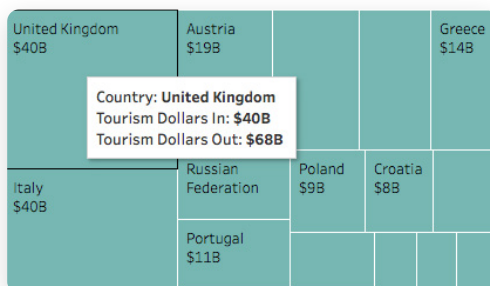 United Kingdom
$40B
Austria
$19B
Greece
$14B
Country: United Kingdom
Tourism Dollars In: $40B
Tourism Dollars Out: $68B
Italy
$40B
Russian
Federation
Poland
$9B
Croatia
$8B
Portugal
$11B